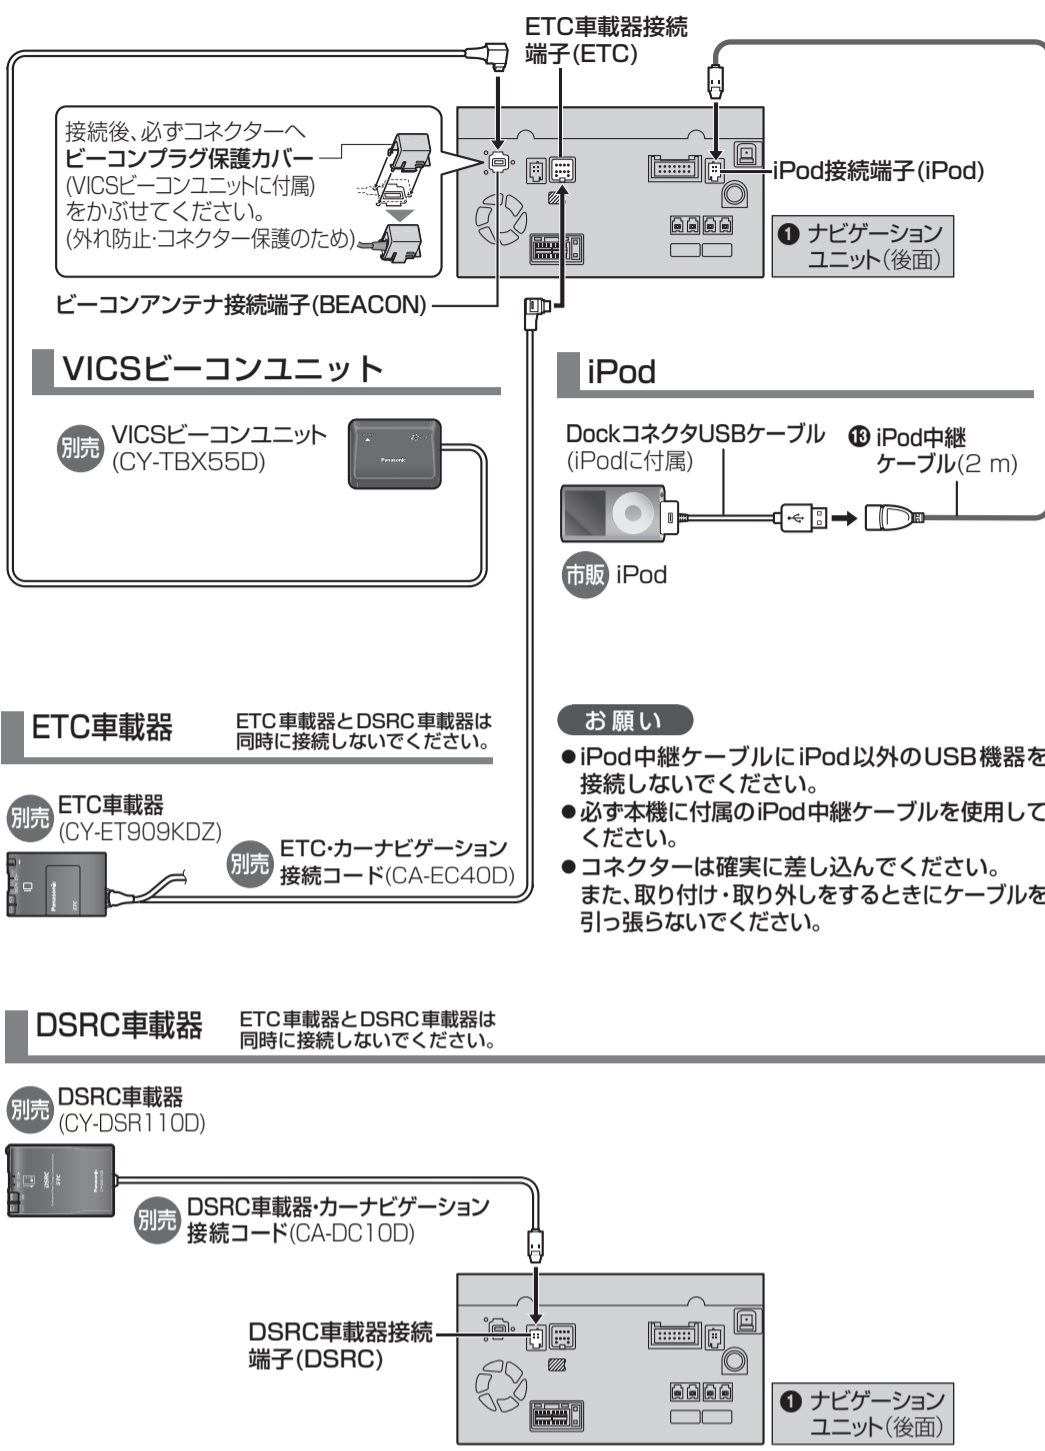 ETC車載器接続
端子(ETC)
接続後、必ずコネクターへ
ビーコンプラグ保護カバー
(VICSビーコンユニットに付属)
をかぶせてください。
(外れ防止・コネクター保護のため)
iPod接続端子(iPod)
❶ ナビゲーション
ユニット(後面)
ビーコンアンテナ接続端子(BEACON)
VICSビーコンユニット
別売 VICSビーコンユニット
(CY-TBX55D)
Panasonic
iPod
DockコネクタUSBケーブル
(iPodに付属)
⓭ iPod中継
ケーブル(2 m)
市販 iPod
ETC車載器
ETC車載器とDSRC車載器は
同時に接続しないでください。
別売 ETC車載器
(CY-ET909KDZ)
Panasonic
ETC
別売 ETC・カーナビゲーション
接続コード(CA-EC40D)
お願い
●iPod中継ケーブルにiPod以外のUSB機器を
接続しないでください。
●必ず本機に付属のiPod中継ケーブルを使用して
ください。
●コネクターは確実に差し込んでください。
また、取り付け・取り外しをするときにケーブルを
引っ張らないでください。
DSRC車載器
ETC車載器とDSRC車載器は
同時に接続しないでください。
別売 DSRC車載器
(CY-DSR110D)
DSRC
ETC
Panasonic
別売 DSRC車載器・カーナビゲーション
接続コード(CA-DC10D)
DSRC車載器接続
端子(DSRC)
❶ ナビゲーション
ユニット(後面)